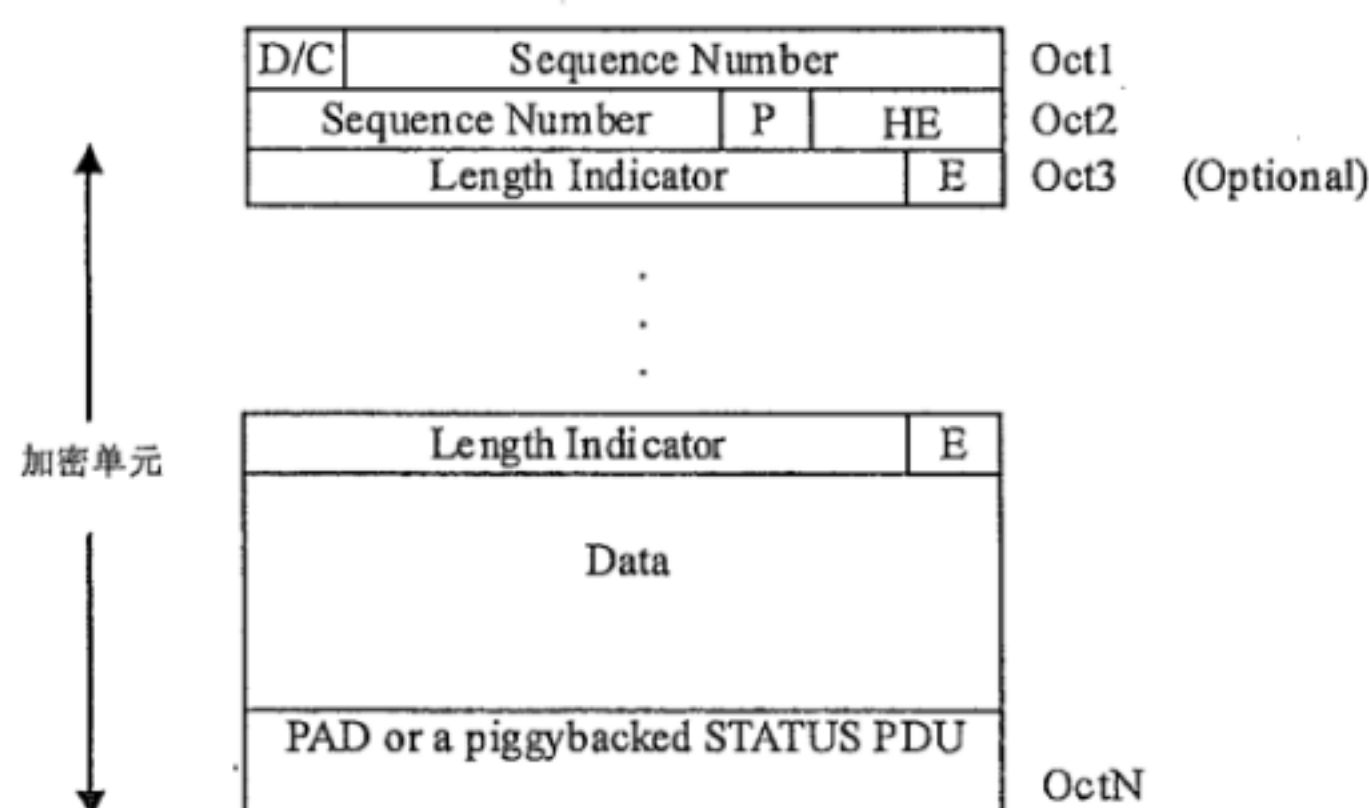 D/C Sequence Number Oct1
Sequence Number P HE Oct2
Length Indicator E Oct3 (Optional)
加密单元
Length Indicator E
Data
PAD or a piggybacked STATUS PDU
OctN